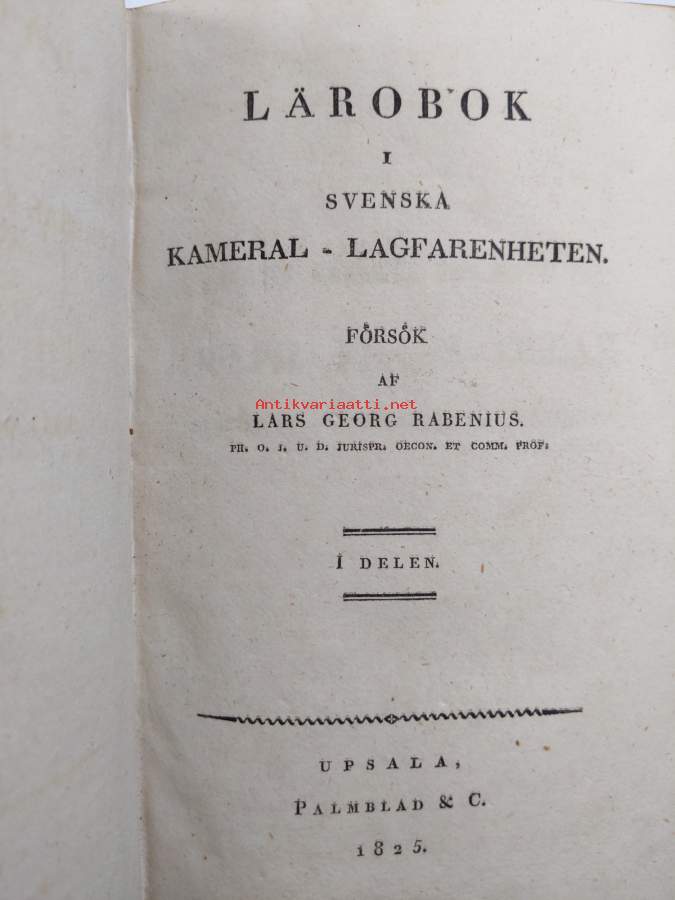 LÄROBOK
I
SVENSKA
KAMERAL - LAGFARENHETEN.
FÖRSÖK
AF
Antikvariaatti.net
LARS GEORG RABENIUS.
PH. O. J. U. D. JURISPR. OECON. ET COMM. PROF.
I DELEN.
UPSALA,
PALMBLAD & C.
1825.